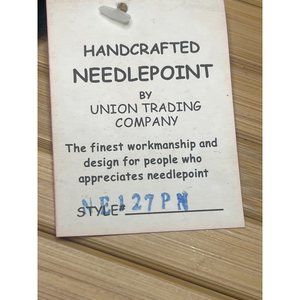 HANDCRAFTED
NEEDLEPOINT
BY
UNION TRADING
COMPANY
The finest workmanship and
design for people who
appreciates needlepoint
STYLE# NE127PN